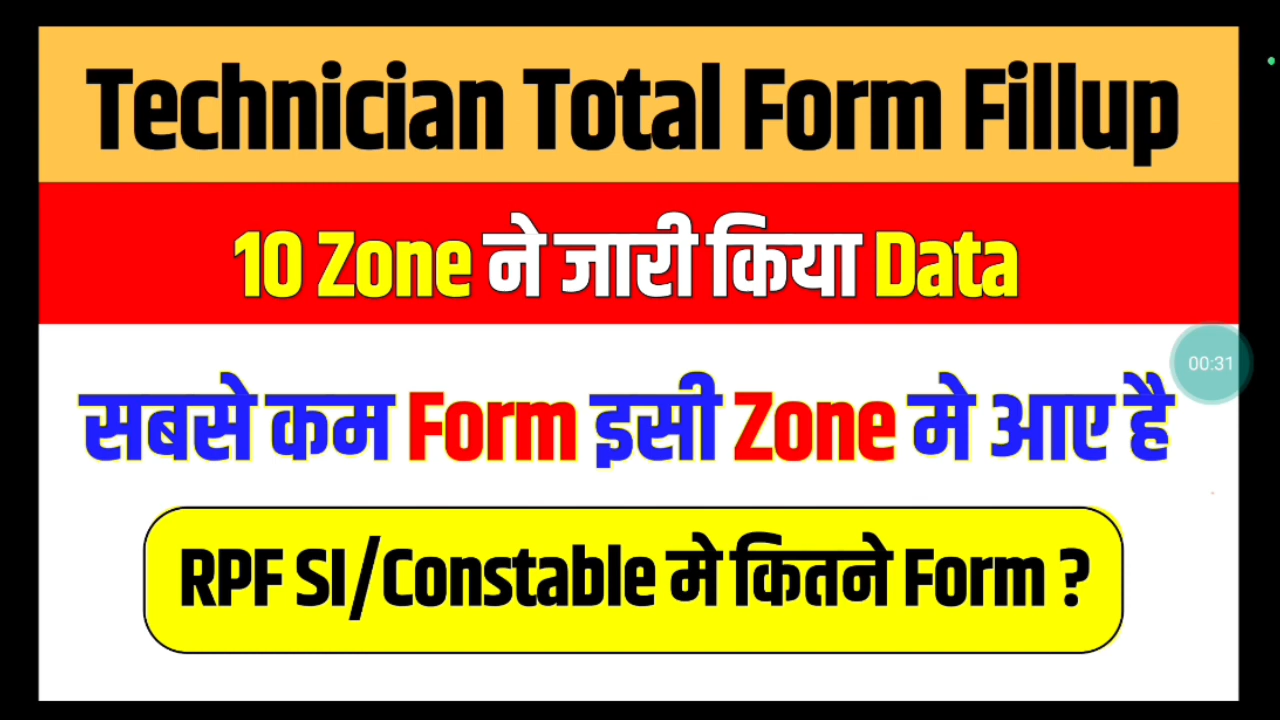 Technician Total Form Fillup
10 Zone ने जारी किया Data
00:31
सबसे कम Form इसी Zone मे आए है
RPF SI/Constable मे कितने Form ?